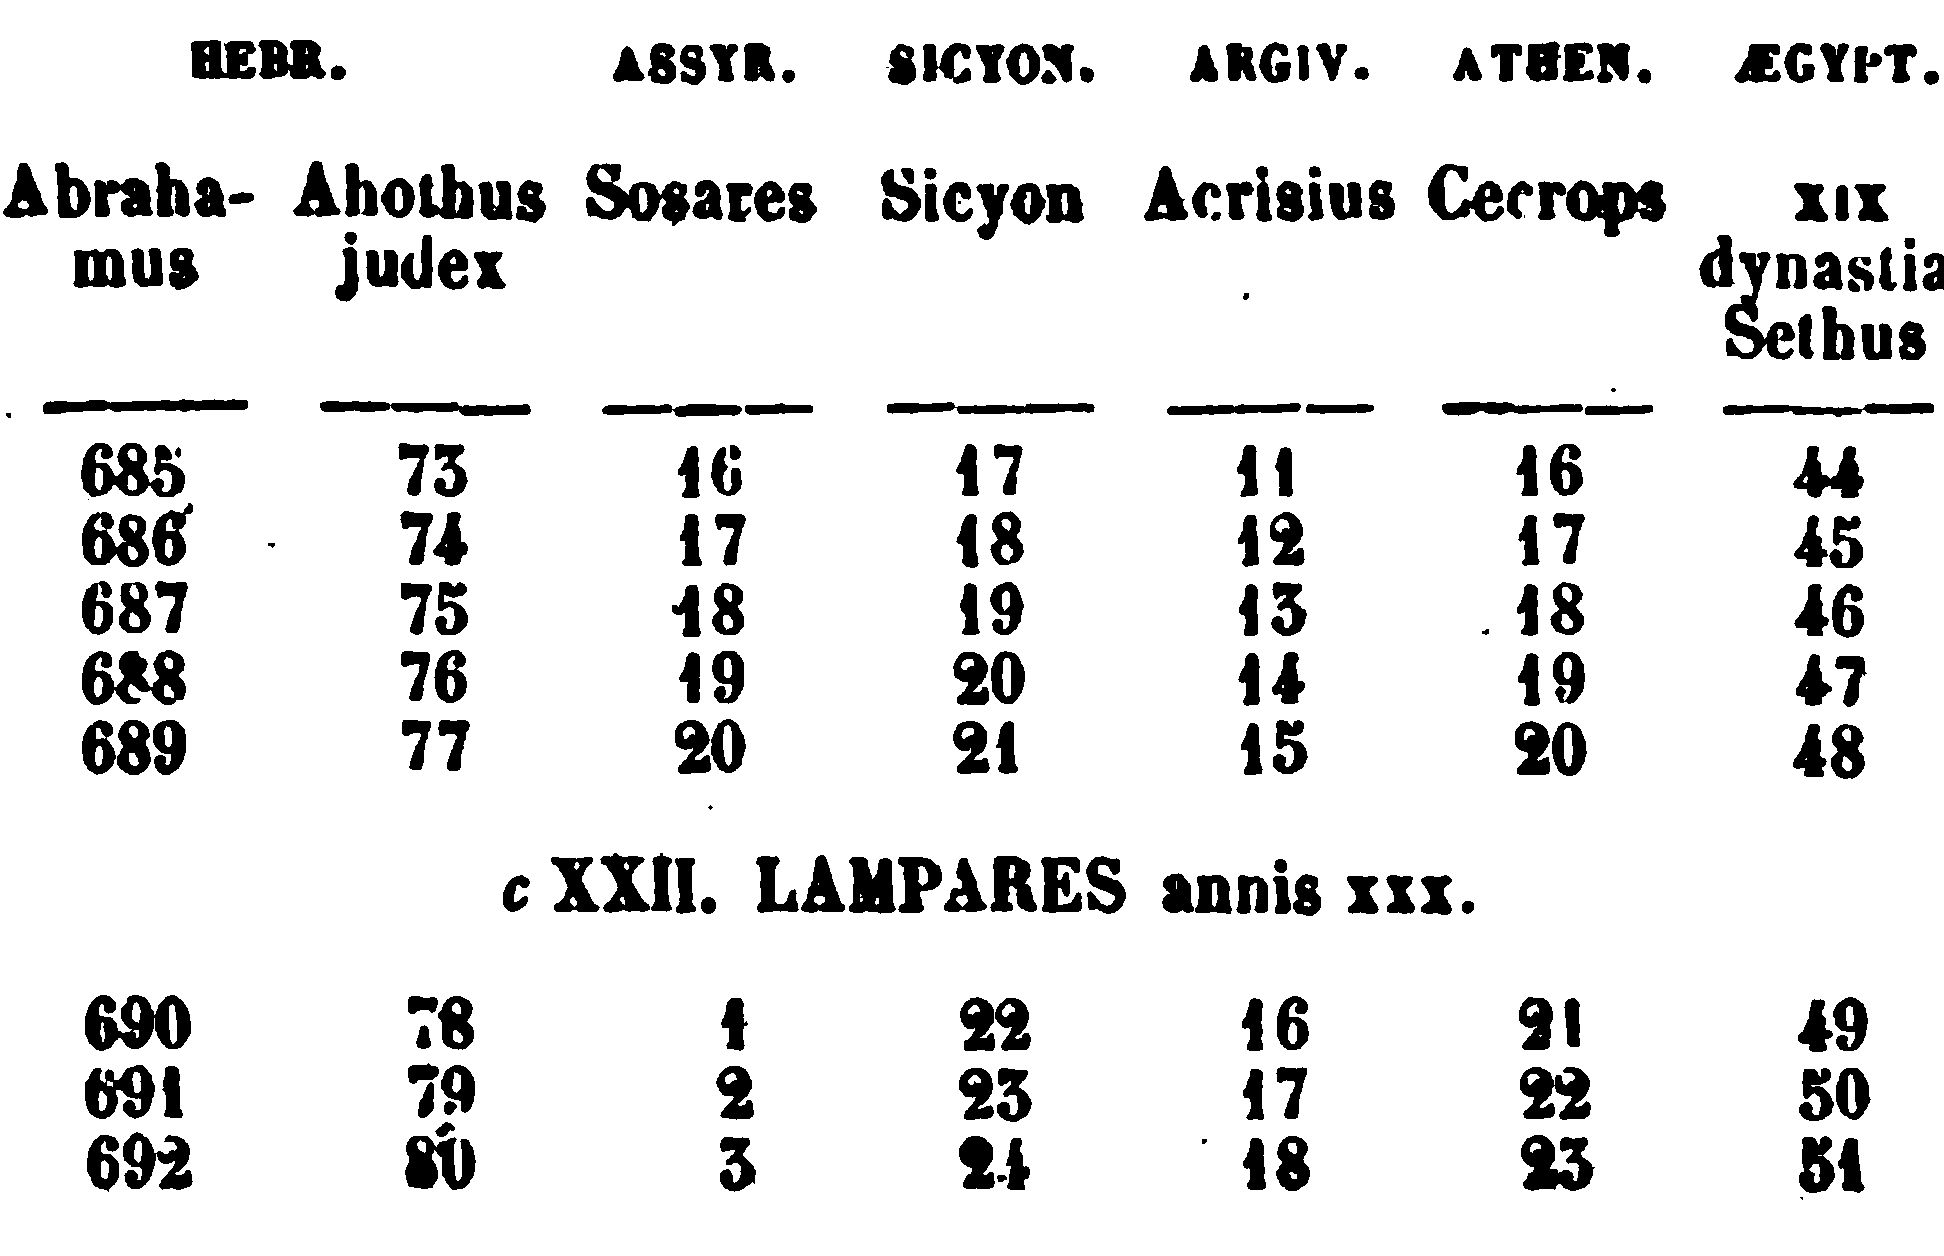 HEBR. ASSYR. SICYON. ARGIV. ATHEN. ÆGYPT.
Abraha- Ahothus Sosares Sicyon Acrisius Cecrops XIX
mus judex dynastia
Sethus
685 73 16 17 11 16 44
686 74 17 18 12 17 45
687 75 18 19 13 18 46
688 76 19 20 14 19 47
689 77 20 21 15 20 48
c XXII. LAMPARES annis XXX.
690 78 1 22 16 21 49
691 79 2 23 17 22 50
692 80 3 24 18 23 51